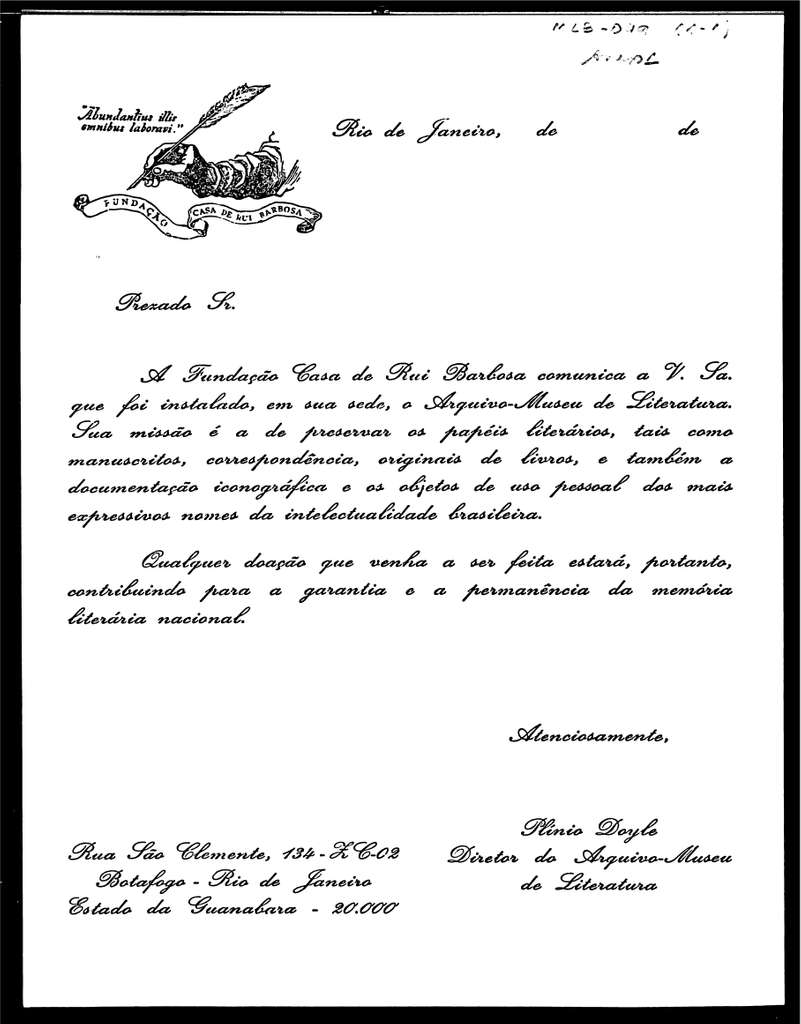 "Abundantius illis
omnibus laboravi."
FUNDAÇÃO CASA DE RUI BARBOSA
Rio de Janeiro, de de
Prezado Sr.
A Fundação Casa de Rui Barbosa comunica a V. Sa.
que foi instalado, em sua sede, o Arquivo-Museu de Literatura.
Sua missão é a de preservar os papéis literários, tais como
manuscritos, correspondência, originais de livros, e também a
documentação iconográfica e os objetos de uso pessoal dos mais
expressivos nomes da intelectualidade brasileira.
Qualquer doação que venha a ser feita estará, portanto,
contribuindo para a garantia e a permanência da memória
literária nacional.
Atenciosamente,
Plínio Doyle
Diretor do Arquivo-Museu
de Literatura
Rua São Clemente, 134 - ZC-02
Botafogo - Rio de Janeiro
Estado da Guanabara - 20.000